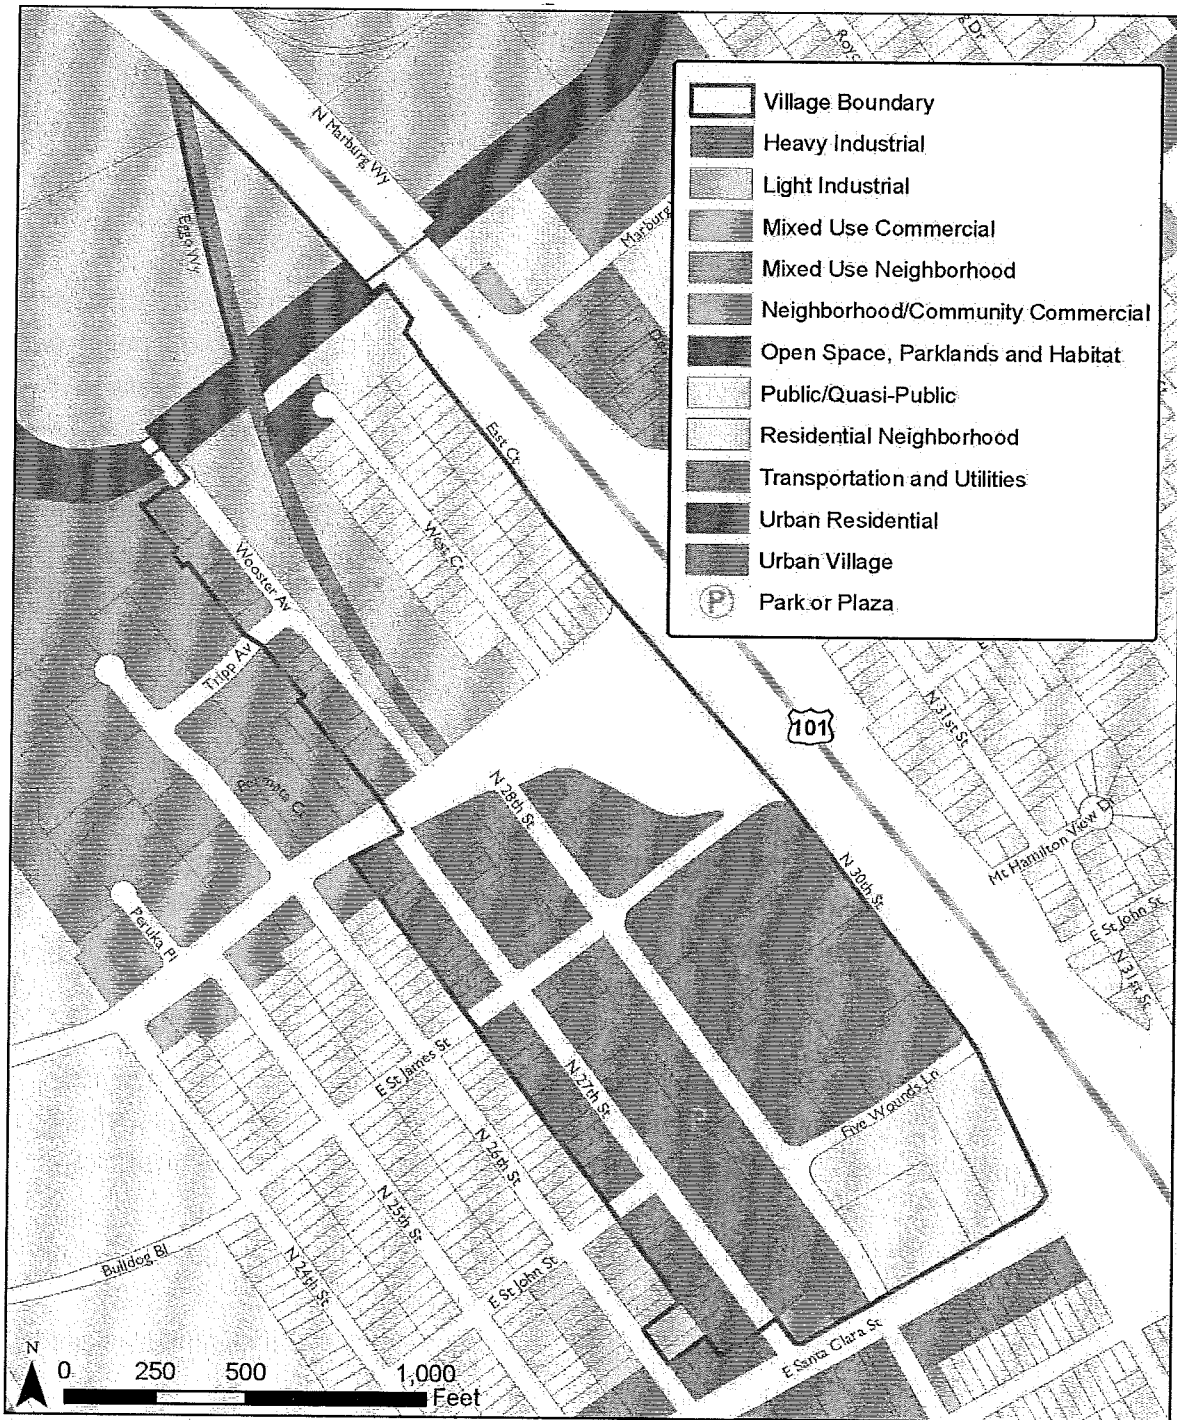 Dr
N Marburg Wy
Village Boundary
Heavy Industrial
Light Industrial
Mixed Use Commercial
Mixed Use Neighborhood
Neighborhood/Community Commercial
Open Space, Parklands and Habitat
Public/Quasi-Public
Residential Neighborhood
Transportation and Utilities
Urban Residential
Urban Village
P Park or Plaza
Eggo Wy
Marburg
East Ct
West Ct
Wooster Av
Tripp Av
101
N 31st St
N 28th St
Mt Hamilton View Dr
N 30th St
E St John St
N 31st St
Peruka Pl
E St James St
N 27th St
Five Wounds Ln
N 26th St
N 25th St
Bulldog Bl
N 24th St
E St John St
E Santa Clara St
N
0 250 500 1,000
Feet